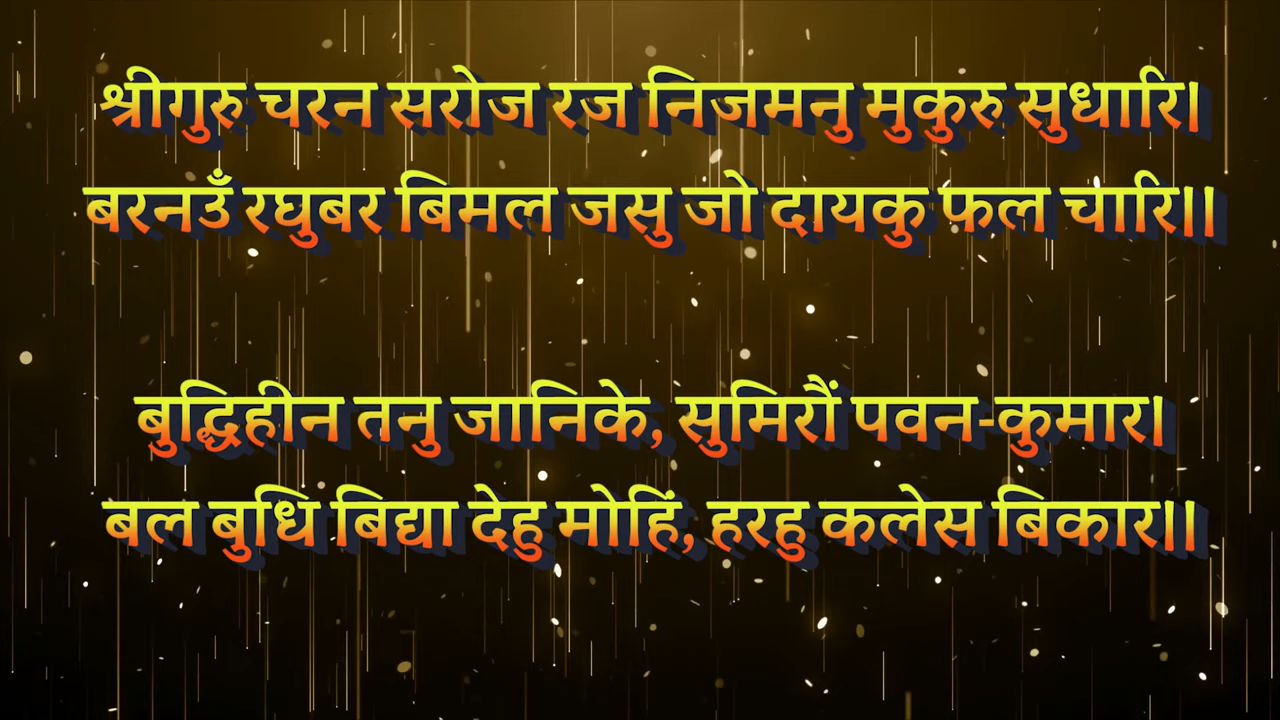 श्रीगुरु चरन सरोज रज निजमनु मुकुरु सुधारि।
बरनउँ रघुबर बिमल जसु जो दायकु फल चारि।।
बुद्धिहीन तनु जानिके, सुमिरौं पवन-कुमार।
बल बुधि बिद्या देहु मोहिं, हरहु कलेस बिकार।।